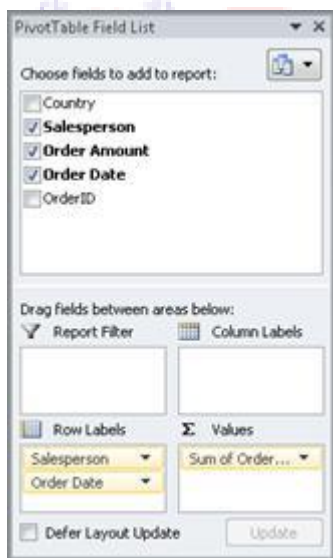 PivotTable Field List
Choose fields to add to report:
Country
Salesperson
Order Amount
Order Date
OrderID
Drag fields between areas below:
Report Filter
Column Labels
Row Labels
Σ Values
Salesperson
Sum of Order...
Order Date
Defer Layout Update
Update